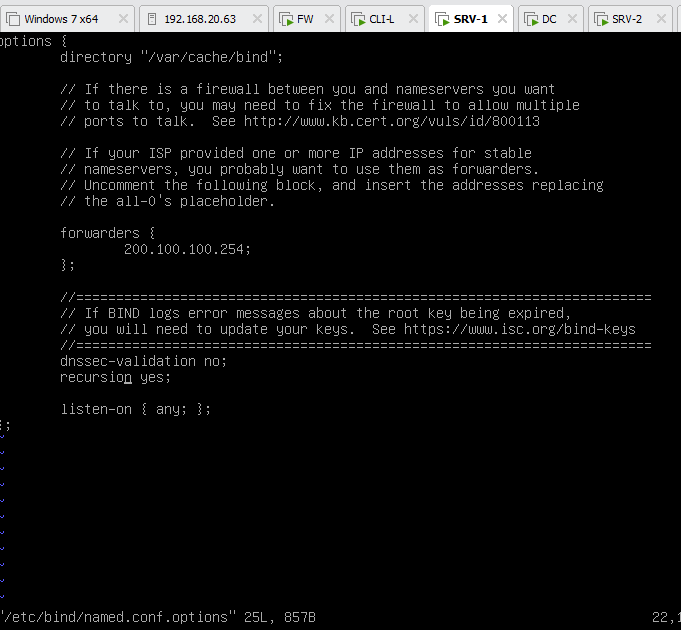 Windows 7 x64 192.168.20.63 FW CLI-L SRV-1 DC SRV-2
options {
directory "/var/cache/bind";
// If there is a firewall between you and nameservers you want
// to talk to, you may need to fix the firewall to allow multiple
// ports to talk.  See http://www.kb.cert.org/vuls/id/800113
// If your ISP provided one or more IP addresses for stable
// nameservers, you probably want to use them as forwarders.
// Uncomment the following block, and insert the addresses replacing
// the all-0's placeholder.
forwarders {
200.100.100.254;
};
//========================================================================
// If BIND logs error messages about the root key being expired,
// you will need to update your keys.  See https://www.isc.org/bind-keys
//========================================================================
dnssec-validation no;
recursion yes;
listen-on { any; };
};
~
~
~
~
~
~
~
~
~
~
~
"/etc/bind/named.conf.options" 25L, 857B 22,1